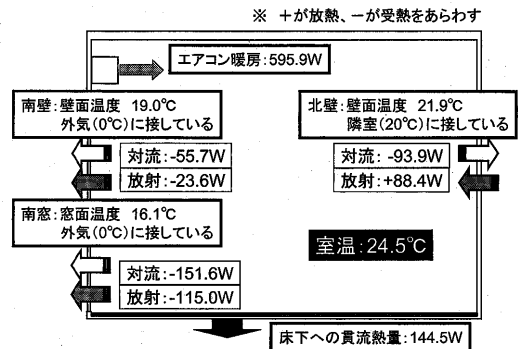 ※ ＋が放熱、－が受熱をあらわす
エアコン暖房：595.9W
南壁：壁面温度 19.0℃
外気(0℃)に接している
対流：-55.7W
放射：-23.6W
北壁：壁面温度 21.9℃
隣室(20℃)に接している
対流： -93.9W
放射：+88.4W
南窓：窓面温度 16.1℃
外気(0℃)に接している
対流：-151.6W
放射：-115.0W
室温：24.5℃
床下への貫流熱量：144.5W